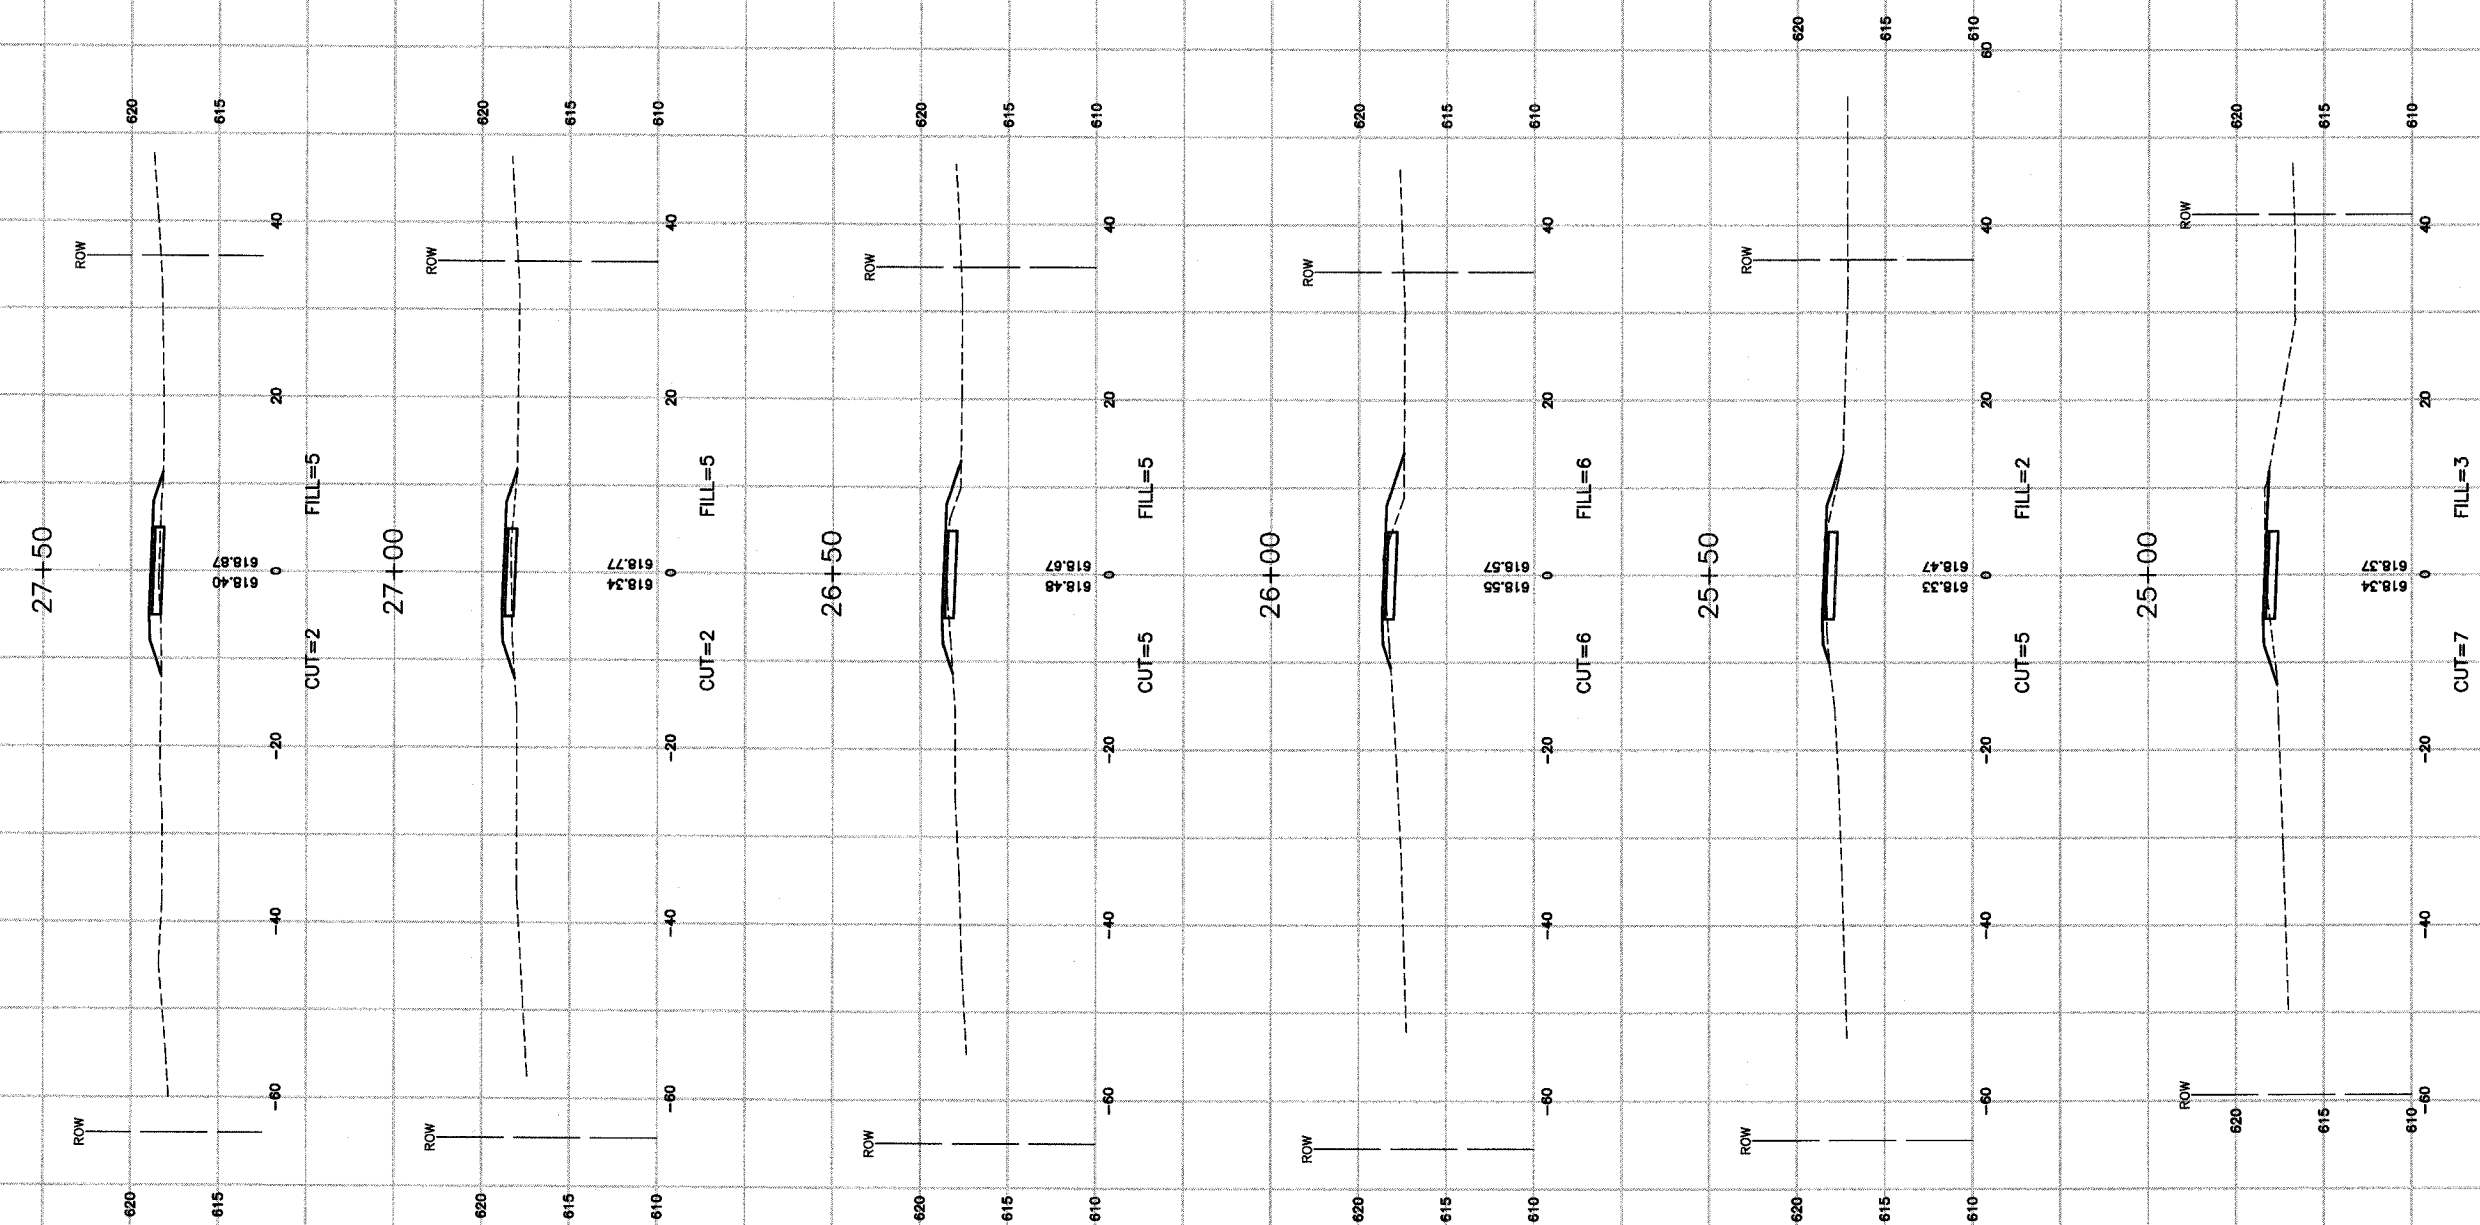 27+50
ROW ROW
620 620
615 615
618.40 618.87
-60 -40 -20 0 20 40
CUT=2 FILL=5
27+00
ROW ROW
620 620
615 615
618.34 618.77
610 610
-60 -40 -20 0 20 40
CUT=2 FILL=5
26+50
ROW ROW
620 620
615 615
618.48 618.67
610 610
-60 -40 -20 0 20 40
CUT=5 FILL=5
26+00
ROW ROW
620 620
615 615
618.55 618.57
610 610
-60 -40 -20 0 20 40
CUT=6 FILL=6
25+50
ROW ROW
620 620
615 615
618.33 618.47
610 610
-60 -40 -20 0 20 40 60
CUT=5 FILL=2
25+00
ROW ROW
620 620
615 615
618.34 618.37
610 610
-60 -40 -20 0 20 40
CUT=7 FILL=3